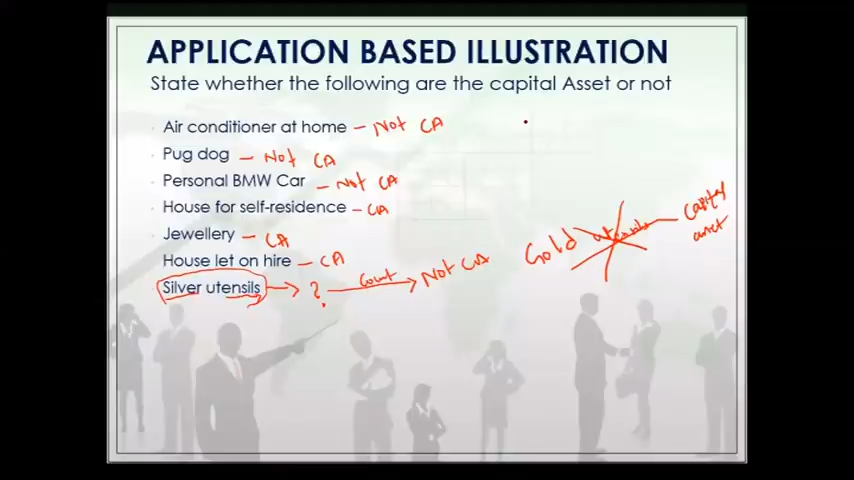 APPLICATION BASED ILLUSTRATION
State whether the following are the capital Asset or not
Air conditioner at home - Not CA
Pug dog - Not CA
Personal BMW Car - Not CA
House for self-residence - CA
Jewellery - CA
House let on hire - CA
Silver utensils → ? court → Not CA
Gold - Capital
asset